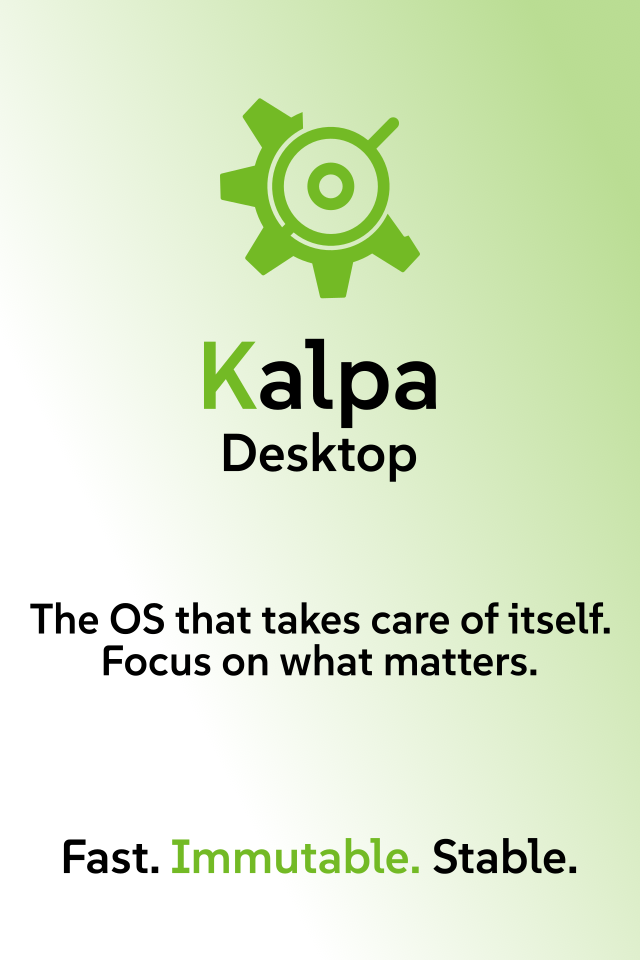 Kalpa
Desktop
The OS that takes care of itself.
Focus on what matters.
Fast. Immutable. Stable.